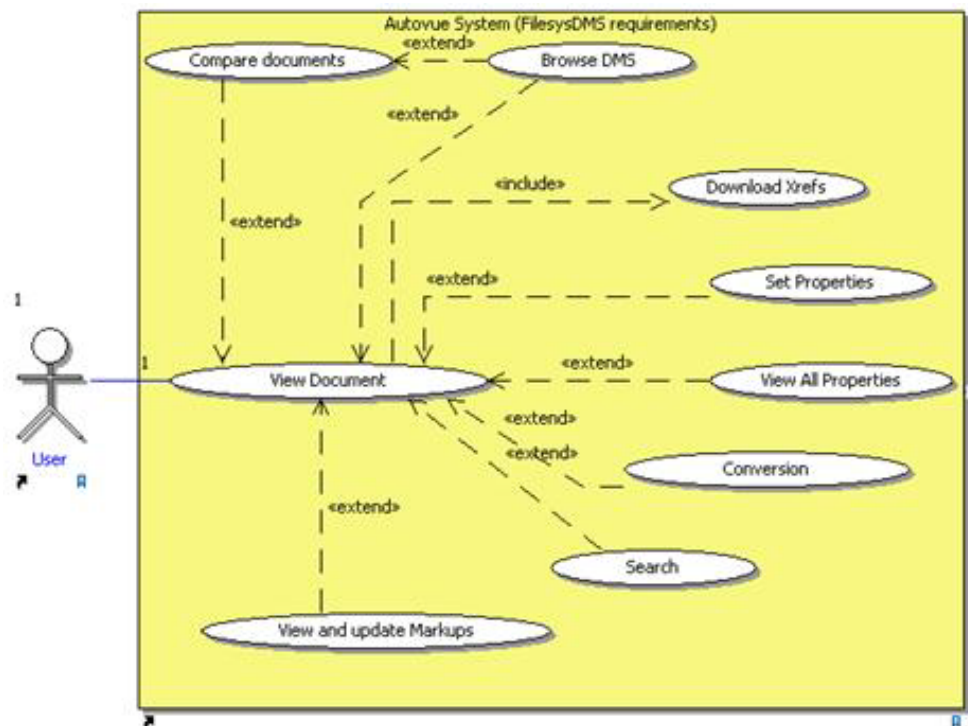 Autovue System (FilesysDMS requirements)
«extend»
Compare documents
Browse DMS
«extend»
«include»
Download Xrefs
«extend»
«extend»
Set Properties
1
1
View Document
«extend»
View All Properties
«extend»
«extend»
Conversion
User
«extend»
Search
View and update Markups